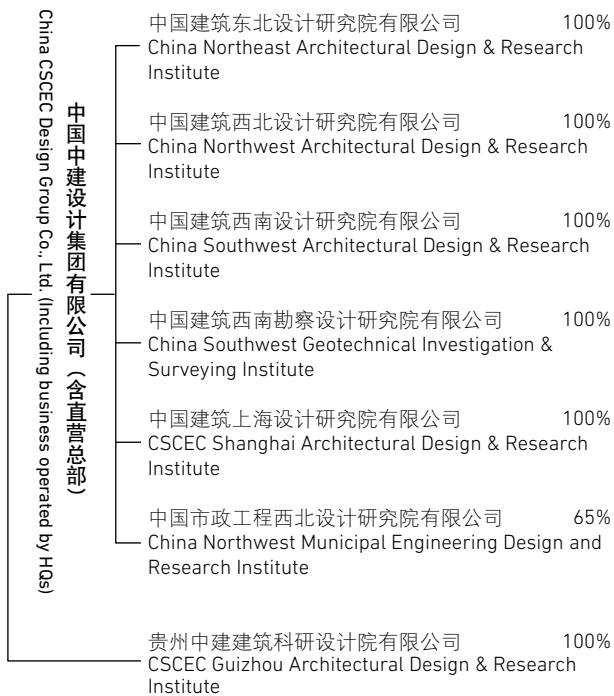 中国中建设计集团有限公司（含直营总部）
China CSCEC Design Group Co., Ltd. (Including business operated by HQs)
中国建筑东北设计研究院有限公司 100%
China Northeast Architectural Design & Research
Institute
中国建筑西北设计研究院有限公司 100%
China Northwest Architectural Design & Research
Institute
中国建筑西南设计研究院有限公司 100%
China Southwest Architectural Design & Research
Institute
中国建筑西南勘察设计研究院有限公司 100%
China Southwest Geotechnical Investigation &
Surveying Institute
中国建筑上海设计研究院有限公司 100%
CSCEC Shanghai Architectural Design & Research
Institute
中国市政工程西北设计研究院有限公司 65%
China Northwest Municipal Engineering Design and
Research Institute
贵州中建建筑科研设计院有限公司 100%
CSCEC Guizhou Architectural Design & Research
Institute